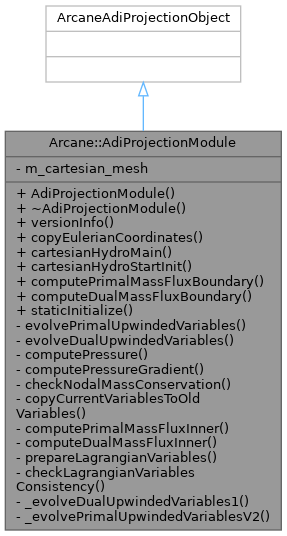 ArcaneAdiProjectionObject
Arcane::AdiProjectionModule
- m_cartesian_mesh
+ AdiProjectionModule()
+ ~AdiProjectionModule()
+ versionInfo()
+ copyEulerianCoordinates()
+ cartesianHydroMain()
+ cartesianHydroStartInit()
+ computePrimalMassFluxBoundary()
+ computeDualMassFluxBoundary()
+ staticInitialize()
- evolvePrimalUpwindedVariables()
- evolveDualUpwindedVariables()
- computePressure()
- computePressureGradient()
- checkNodalMassConservation()
- copyCurrentVariablesToOld
Variables()
- computePrimalMassFluxInner()
- computeDualMassFluxInner()
- prepareLagrangianVariables()
- checkLagrangianVariables
Consistency()
- _evolveDualUpwindedVariables1()
- _evolvePrimalUpwindedVariablesV2()